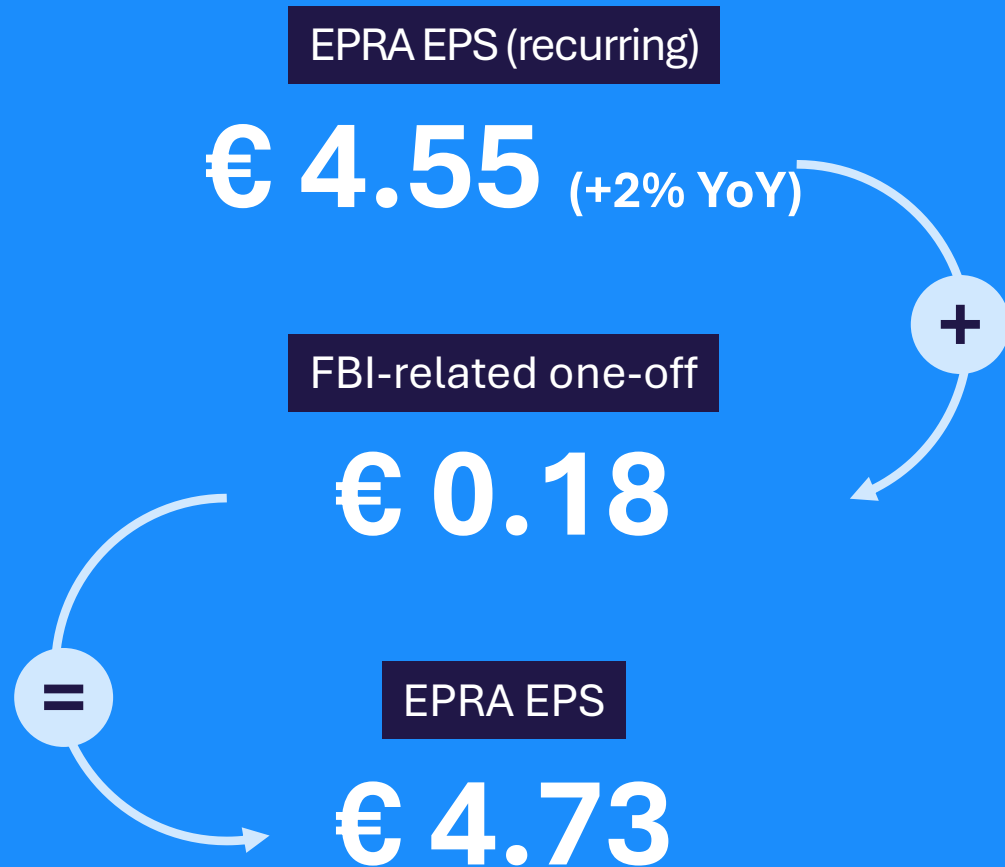 EPRA EPS (recurring)
€ 4.55 (+2% YoY)
+
FBI-related one-off
€ 0.18
=
EPRA EPS
€ 4.73